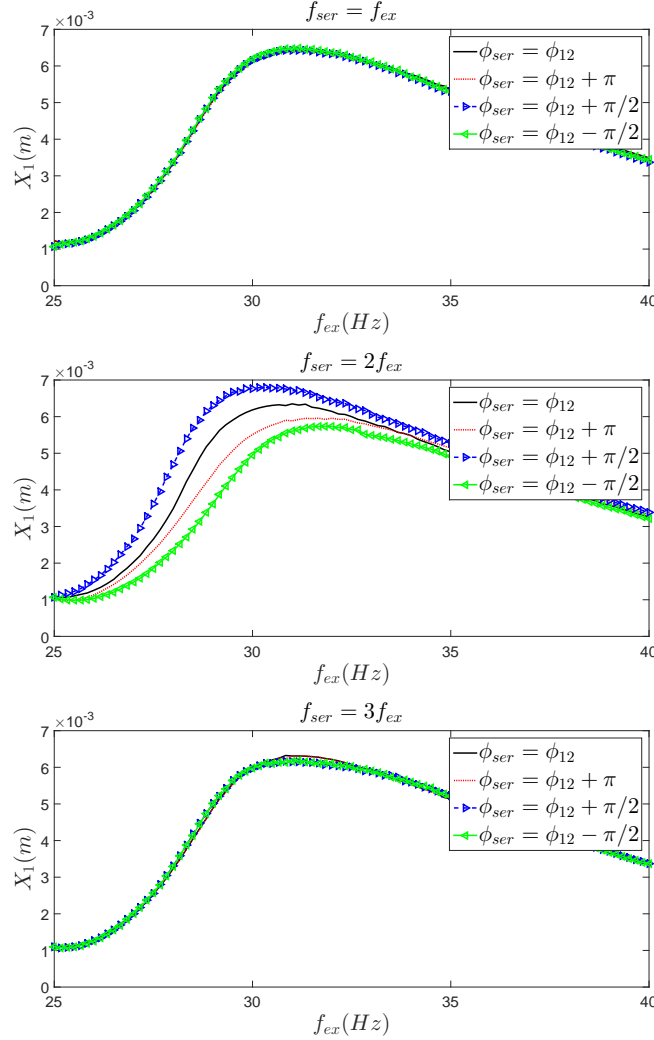 f_ser = f_ex
×10^-3
7
6
5
4
3
2
1
0
X_1(m)
25
30
35
40
f_ex(Hz)
ϕ_ser = ϕ_12
ϕ_ser = ϕ_12 + π
ϕ_ser = ϕ_12 + π/2
ϕ_ser = ϕ_12 − π/2
f_ser = 2f_ex
×10^-3
7
6
5
4
3
2
1
0
X_1(m)
25
30
35
40
f_ex(Hz)
ϕ_ser = ϕ_12
ϕ_ser = ϕ_12 + π
ϕ_ser = ϕ_12 + π/2
ϕ_ser = ϕ_12 − π/2
f_ser = 3f_ex
×10^-3
7
6
5
4
3
2
1
0
X_1(m)
25
30
35
40
f_ex(Hz)
ϕ_ser = ϕ_12
ϕ_ser = ϕ_12 + π
ϕ_ser = ϕ_12 + π/2
ϕ_ser = ϕ_12 − π/2